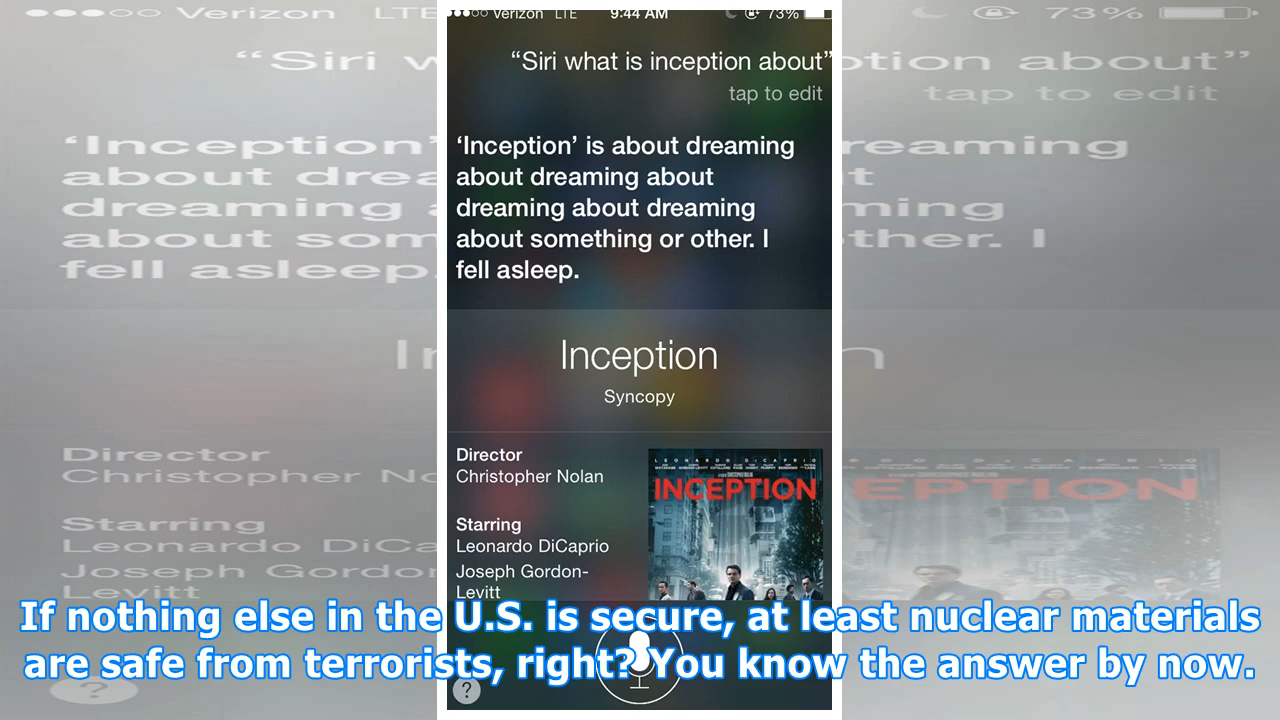 Verizon LTE 9:44 AM 73%
“Siri what is inception about”
tap to edit
‘Inception’ is about dreaming
about dreaming about
dreaming about dreaming
about something or other. I
fell asleep.
Inception
Syncopy
Director
Christopher Nolan
Starring
Leonardo DiCaprio
Joseph Gordon-
Levitt
LEONARDO DICAPRIO
INCEPTION
If nothing else in the U.S. is secure, at least nuclear materials
are safe from terrorists, right? You know the answer by now.
?